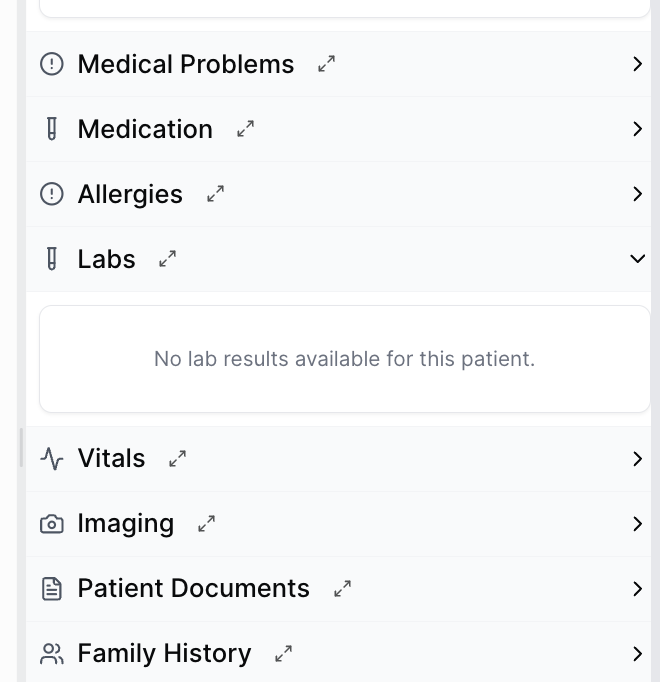 Medical Problems
Medication
Allergies
Labs
No lab results available for this patient.
Vitals
Imaging
Patient Documents
Family History